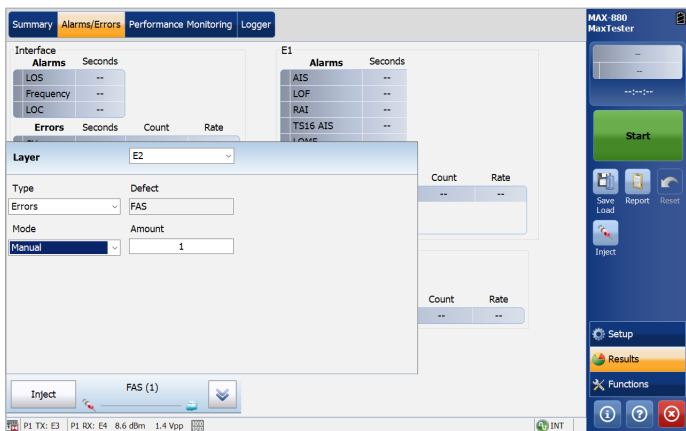 Summary Alarms/Errors Performance Monitoring Logger
MAX-880
MaxTester
Interface
Alarms Seconds
LOS --
Frequency --
LOC --
Errors Seconds Count Rate
E1
Alarms Seconds
AIS --
LOF --
RAI --
TS16 AIS --
LOMF
Count Rate
-- --
Count Rate
-- --
Layer E2
Type Defect
Errors FAS
Mode Amount
Manual 1
Inject FAS (1)
--
--
--:--:--
Start
Save
Load
Report Reset
Inject
Setup
Results
Functions
P1 TX: E3 P1 RX: E4 8.6 dBm 1.4 Vpp INT